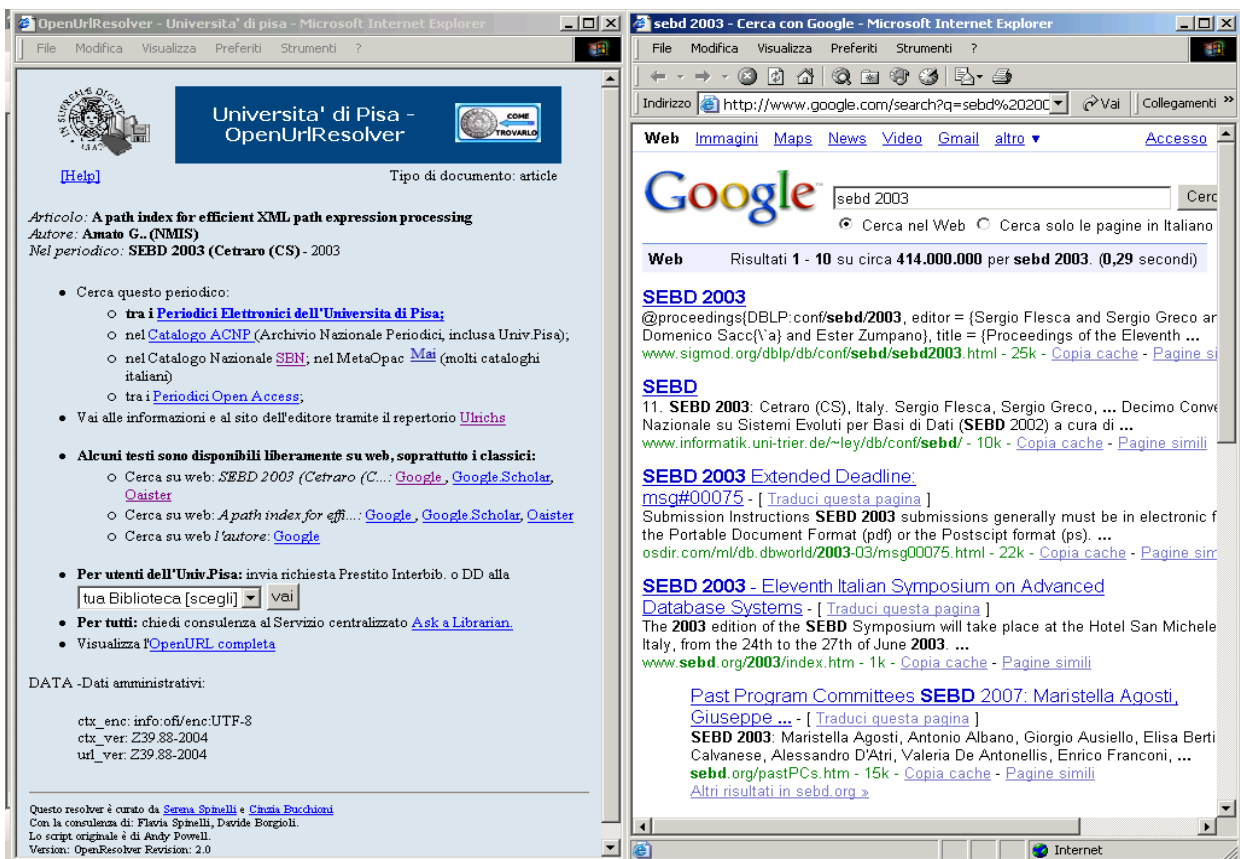 OpenUrlResolver - Universita' di pisa - Microsoft Internet Explorer
File Modifica Visualizza Preferiti Strumenti ?
Universita' di Pisa -
OpenUrlResolver
COME
TROVARLO
[Help]
Tipo di documento: article
Articolo: A path index for efficient XML path expression processing
Autore: Amato G.. (NMIS)
Nel periodico: SEBD 2003 (Cetraro (CS) - 2003
Cerca questo periodico:
tra i Periodici Elettronici dell'Universita di Pisa;
nel Catalogo ACNP (Archivio Nazionale Periodici, inclusa Univ.Pisa);
nel Catalogo Nazionale SBN; nel MetaOpac Mai (molti cataloghi
italiani)
tra i Periodici Open Access;
Vai alle informazioni e al sito dell'editore tramite il repertorio Ulrichs
Alcuni testi sono disponibili liberamente su web, soprattutto i classici:
Cerca su web: SEBD 2003 (Cetraro (C...: Google , Google.Scholar,
Oaister
Cerca su web: A path index for effi...: Google , Google.Scholar, Oaister
Cerca su web l'autore: Google
Per utenti dell'Univ.Pisa: invia richiesta Prestito Interbib. o DD alla
tua Biblioteca [scegli] vai
Per tutti: chiedi consulenza al Servizio centralizzato Ask a Librarian.
Visualizza l'OpenURL completa
DATA -Dati amministrativi:
ctx_enc: info:ofi/enc:UTF-8
ctx_ver: Z39.88-2004
url_ver: Z39.88-2004
Questo resolver è curato da Serena Spinelli e Cinzia Bucchioni
Con la consulenza di: Flavia Spinelli, Davide Borgioli.
Lo script originale è di Andy Powell.
Version: OpenResolver Revision: 2.0
sebd 2003 - Cerca con Google - Microsoft Internet Explorer
File Modifica Visualizza Preferiti Strumenti ?
Indirizzo http://www.google.com/search?q=sebd%2020 Vai Collegamenti »
Web Immagini Maps News Video Gmail altro ▼ Accesso
Google
sebd 2003 Cerc
Cerca nel Web Cerca solo le pagine in Italiano
Web Risultati 1 - 10 su circa 414.000.000 per sebd 2003. (0,29 secondi)
SEBD 2003
@proceedings{DBLP:conf/sebd/2003, editor = {Sergio Flesca and Sergio Greco an
Domenico Sacc{\`a} and Ester Zumpano}, title = {Proceedings of the Eleventh ...
www.sigmod.org/dblp/db/conf/sebd/sebd2003.html - 25k - Copia cache - Pagine si
SEBD
11. SEBD 2003: Cetraro (CS), Italy. Sergio Flesca, Sergio Greco, ... Decimo Conve
Nazionale su Sistemi Evoluti per Basi di Dati (SEBD 2002) a cura di ...
www.informatik.uni-trier.de/~ley/db/conf/sebd/ - 10k - Copia cache - Pagine simili
SEBD 2003 Extended Deadline:
msg#00075 - [ Traduci questa pagina ]
Submission Instructions SEBD 2003 submissions generally must be in electronic f
the Portable Document Format (pdf) or the Postscipt format (ps). ...
osdir.com/ml/db.dbworld/2003-03/msg00075.html - 22k - Copia cache - Pagine sim
SEBD 2003 - Eleventh Italian Symposium on Advanced
Database Systems - [ Traduci questa pagina ]
The 2003 edition of the SEBD Symposium will take place at the Hotel San Michele
Italy, from the 24th to the 27th of June 2003. ...
www.sebd.org/2003/index.htm - 1k - Copia cache - Pagine simili
Past Program Committees SEBD 2007: Maristella Agosti,
Giuseppe ... - [ Traduci questa pagina ]
SEBD 2003: Maristella Agosti, Antonio Albano, Giorgio Ausiello, Elisa Berti
Calvanese, Alessandro D'Atri, Valeria De Antonellis, Enrico Franconi, ...
sebd.org/pastPCs.htm - 15k - Copia cache - Pagine simili
Altri risultati in sebd.org »
Internet